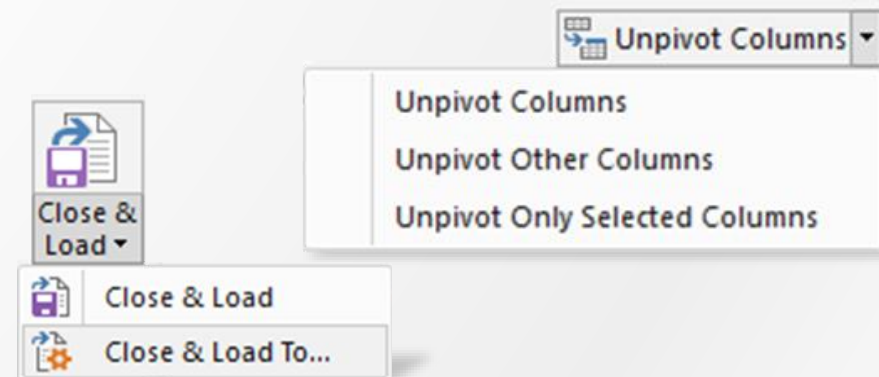 Unpivot Columns
Unpivot Columns
Unpivot Other Columns
Unpivot Only Selected Columns
Close &
Load
Close & Load
Close & Load To...